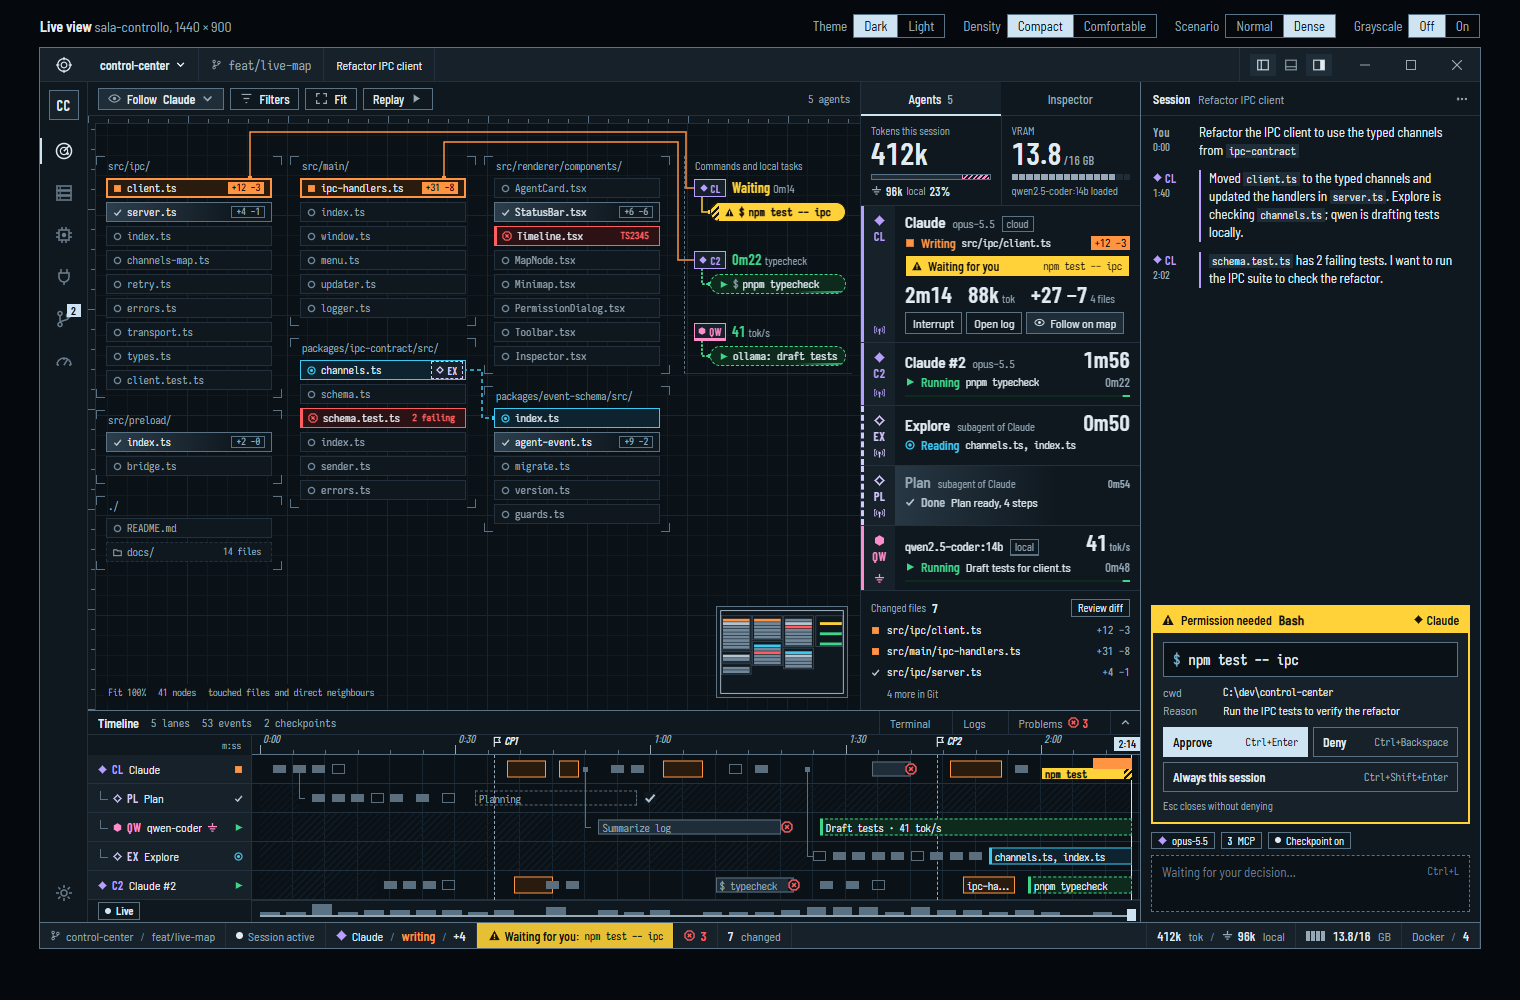 Live view sala-controllo, 1440 × 900
Theme Dark Light Density Compact Comfortable Scenario Normal Dense Grayscale Off On
control-center feat/live-map Refactor IPC client
CC
2
Follow Claude Filters Fit Replay 5 agents
src/ipc/
client.ts +12 −3
server.ts +4 −1
index.ts
channels-map.ts
retry.ts
errors.ts
transport.ts
types.ts
client.test.ts
src/preload/
index.ts +2 −0
bridge.ts
./
README.md
docs/ 14 files
src/main/
ipc-handlers.ts +31 −8
index.ts
window.ts
menu.ts
updater.ts
logger.ts
packages/ipc-contract/src/
channels.ts EX
schema.ts
schema.test.ts 2 failing
index.ts
sender.ts
errors.ts
src/renderer/components/
AgentCard.tsx
StatusBar.tsx +6 −6
Timeline.tsx TS2345
MapNode.tsx
Minimap.tsx
PermissionDialog.tsx
Toolbar.tsx
Inspector.tsx
packages/event-schema/src/
index.ts
agent-event.ts +9 −2
migrate.ts
version.ts
guards.ts
Commands and local tasks
CL Waiting 0m14
$ npm test -- ipc
C2 0m22 typecheck
$ pnpm typecheck
QW 41 tok/s
ollama: draft tests
Fit 100% 41 nodes touched files and direct neighbours
Agents 5 Inspector
Tokens this session
412k
96k local 23%
VRAM
13.8 /16 GB
qwen2.5-coder:14b loaded
CL
Claude opus-5.5 cloud
Writing src/ipc/client.ts +12 −3
Waiting for you npm test -- ipc
2m14 88k tok +27 −7 4 files
Interrupt Open log Follow on map
C2
Claude #2 opus-5.5 1m56
Running pnpm typecheck 0m22
EX
Explore subagent of Claude 0m50
Reading channels.ts, index.ts
PL
Plan subagent of Claude 0m54
Done Plan ready, 4 steps
QW
qwen2.5-coder:14b local 41 tok/s
Running Draft tests for client.ts 0m48
Changed files 7 Review diff
src/ipc/client.ts +12 −3
src/main/ipc-handlers.ts +31 −8
src/ipc/server.ts +4 −1
4 more in Git
Session Refactor IPC client
You
0:00
Refactor the IPC client to use the typed channels
from ipc-contract
CL
1:40
Moved client.ts to the typed channels and
updated the handlers in server.ts. Explore is
checking channels.ts; qwen is drafting tests
locally.
CL
2:02
schema.test.ts has 2 failing tests. I want to run
the IPC suite to check the refactor.
Permission needed Bash Claude
$ npm test -- ipc
cwd C:\dev\control-center
Reason Run the IPC tests to verify the refactor
Approve Ctrl+Enter Deny Ctrl+Backspace
Always this session Ctrl+Shift+Enter
Esc closes without denying
opus-5.5 3 MCP Checkpoint on
Waiting for your decision... Ctrl+L
Timeline 5 lanes 53 events 2 checkpoints Terminal Logs Problems 3
m:ss 0:00 0:30 CP1 1:00 1:30 CP2 2:00 2:14
CL Claude npm test
PL Plan Planning
QW qwen-coder Summarize log Draft tests · 41 tok/s
EX Explore channels.ts, index.ts
C2 Claude #2 $ typecheck ipc-ha... pnpm typecheck
Live
control-center / feat/live-map Session active Claude / writing / +4 Waiting for you: npm test -- ipc 3 7 changed 412k tok / 96k local 13.8/16 GB Docker / 4